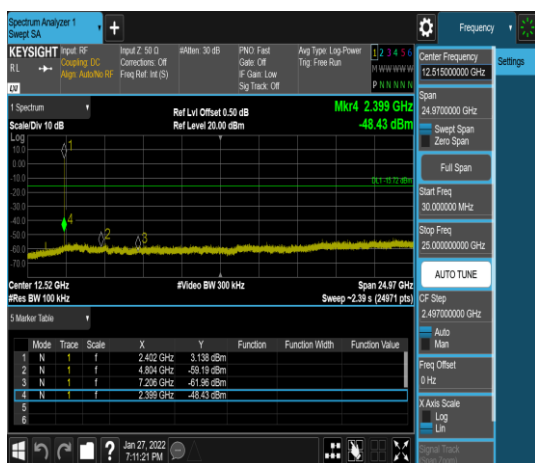 Spectrum Analyzer 1
Swept SA
+
Frequency
KEYSIGHT
RL
Input: RF
Coupling: DC
Align: Auto/No RF
Input Z: 50 Ω
Corrections: Off
Freq Ref: Int (S)
#Atten: 30 dB
PNO: Fast
Gate: Off
IF Gain: Low
Sig Track: Off
Avg Type: Log-Power
Trig: Free Run
1 2 3 4 5 6
M W W W W W
P N N N N N
1 Spectrum
Scale/Div 10 dB
Log
Ref Lvl Offset 0.50 dB
Ref Level 20.00 dBm
Mkr4 2.399 GHz
-48.43 dBm
10.0
0.00
-10.0
-20.0
-30.0
-40.0
-50.0
-60.0
-70.0
1
4
2
3
DL1 -15.72 dBm
Center 12.52 GHz
#Res BW 100 kHz
#Video BW 300 kHz
Span 24.97 GHz
Sweep ~2.39 s (24971 pts)
5 Marker Table
Mode Trace Scale X Y Function Function Width Function Value
1 N 1 f 2.402 GHz 3.138 dBm
2 N 1 f 4.804 GHz -59.19 dBm
3 N 1 f 7.206 GHz -61.96 dBm
4 N 1 f 2.399 GHz -48.43 dBm
5
6
?
Jan 27, 2022
7:11:21 PM
Center Frequency
12.515000000 GHz
Settings
Span
24.9700000 GHz
Swept Span
Zero Span
Full Span
Start Freq
30.000000 MHz
Stop Freq
25.000000000 GHz
AUTO TUNE
CF Step
2.497000000 GHz
Auto
Man
Freq Offset
0 Hz
X Axis Scale
Log
Lin
Signal Track
(Span Zoom)